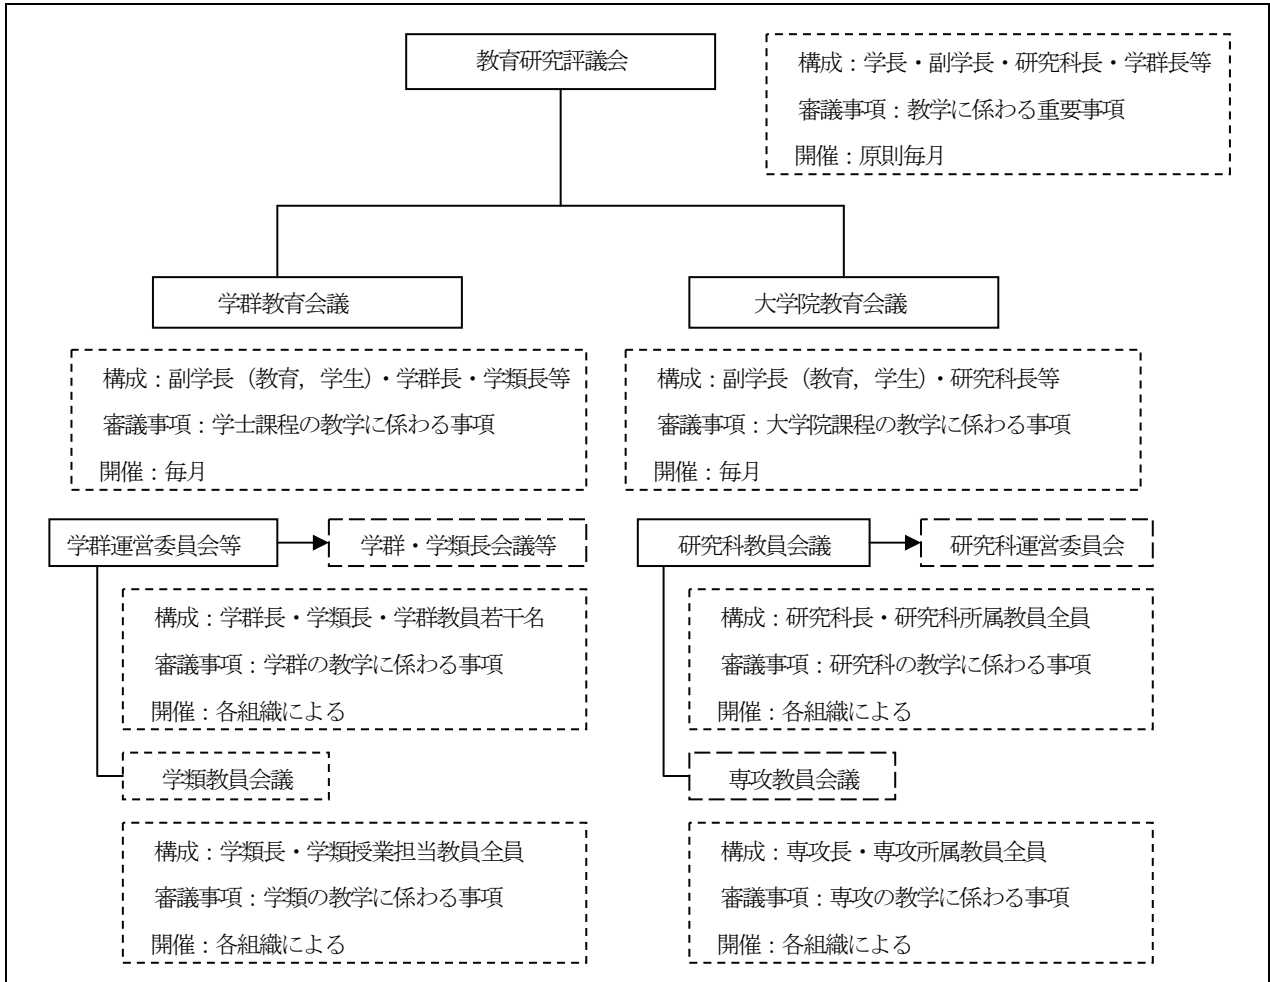 教育研究評議会
構成：学長・副学長・研究科長・学群長等
審議事項：教学に係わる重要事項
開催：原則毎月
学群教育会議
大学院教育会議
構成：副学長（教育，学生）・学群長・学類長等
審議事項：学士課程の教学に係わる事項
開催：毎月
構成：副学長（教育，学生）・研究科長等
審議事項：大学院課程の教学に係わる事項
開催：毎月
学群運営委員会等
学群・学類長会議等
研究科教員会議
研究科運営委員会
構成：学群長・学類長・学群教員若干名
審議事項：学群の教学に係わる事項
開催：各組織による
構成：研究科長・研究科所属教員全員
審議事項：研究科の教学に係わる事項
開催：各組織による
学類教員会議
専攻教員会議
構成：学類長・学類授業担当教員全員
審議事項：学類の教学に係わる事項
開催：各組織による
構成：専攻長・専攻所属教員全員
審議事項：専攻の教学に係わる事項
開催：各組織による